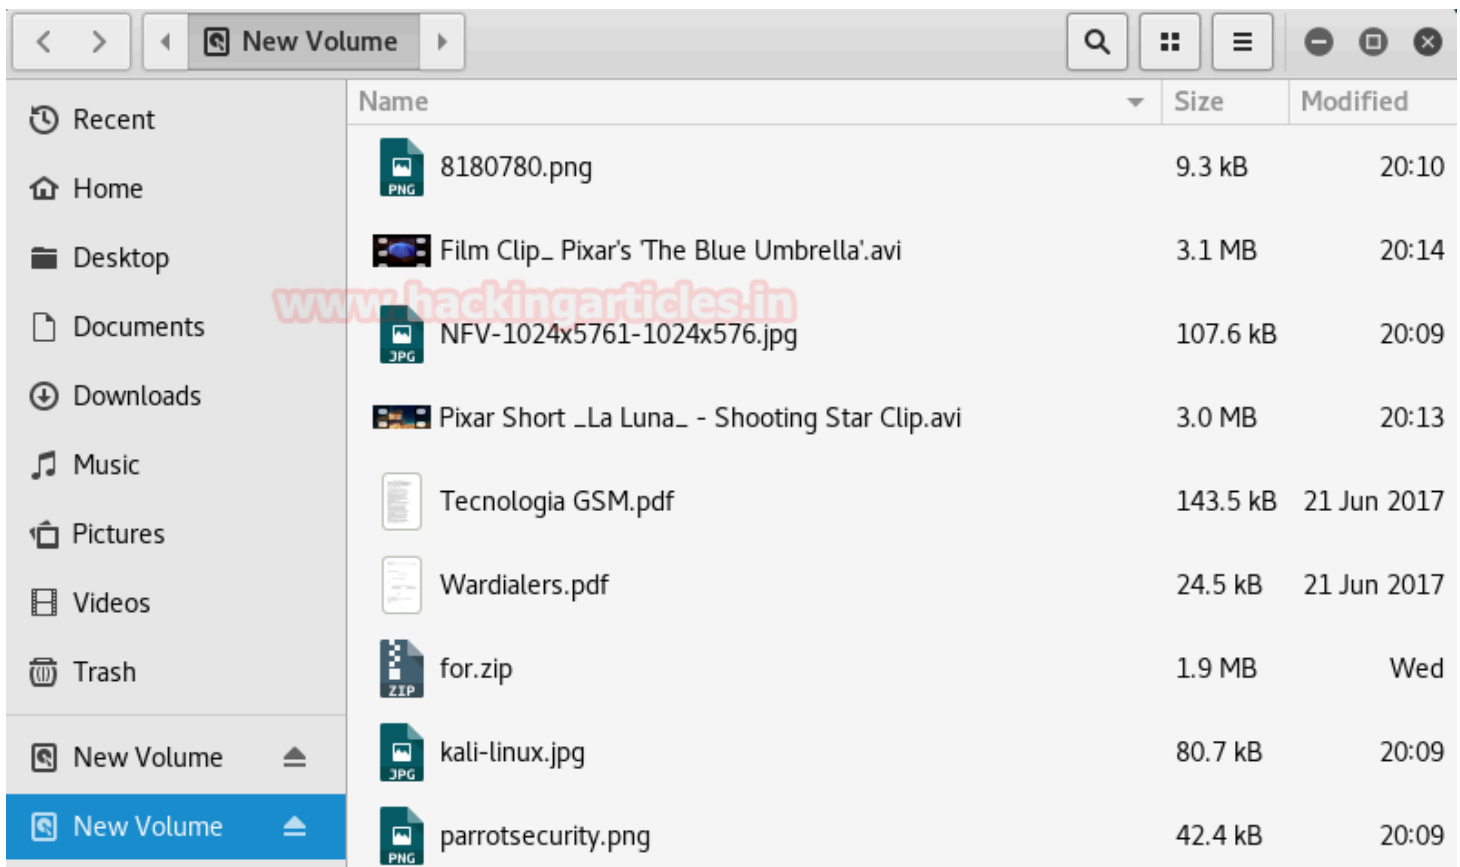 New Volume
Name Size Modified
Recent
Home
Desktop
Documents
Downloads
Music
Pictures
Videos
Trash
New Volume
New Volume
PNG 8180780.png 9.3 kB 20:10
Film Clip_ Pixar's 'The Blue Umbrella'.avi 3.1 MB 20:14
www.hackingarticles.in
JPG NFV-1024x5761-1024x576.jpg 107.6 kB 20:09
Pixar Short _La Luna_ - Shooting Star Clip.avi 3.0 MB 20:13
Tecnologia GSM.pdf 143.5 kB 21 Jun 2017
Wardialers.pdf 24.5 kB 21 Jun 2017
ZIP for.zip 1.9 MB Wed
JPG kali-linux.jpg 80.7 kB 20:09
PNG parrotsecurity.png 42.4 kB 20:09